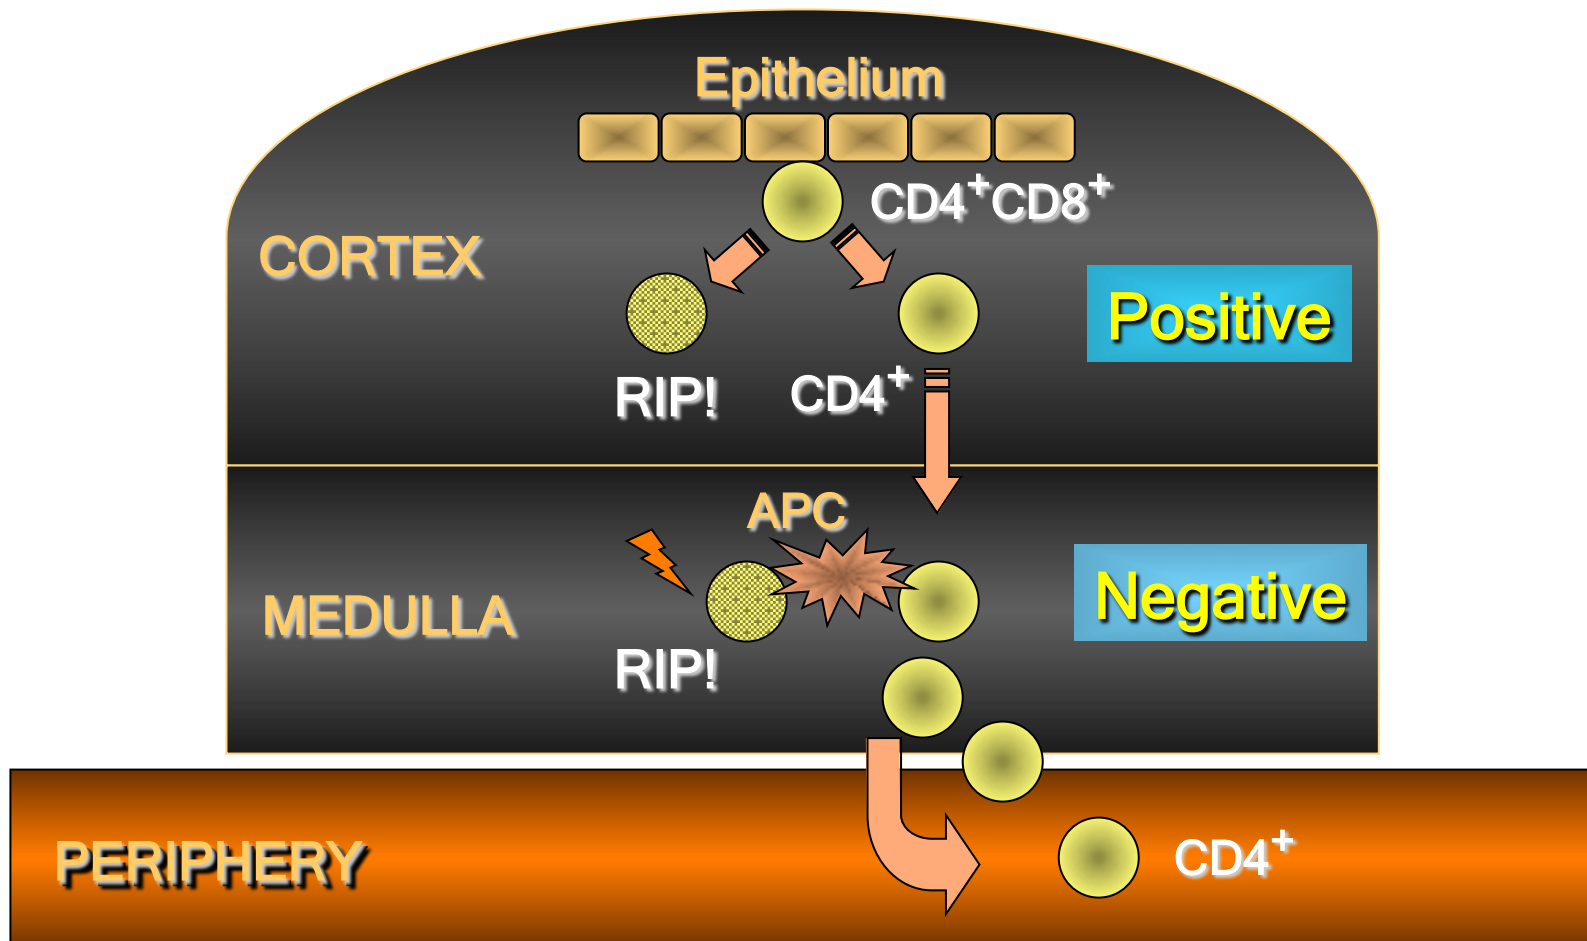 Epithelium
CD4⁺CD8⁺
CORTEX
Positive
RIP!
CD4⁺
APC
MEDULLA
Negative
RIP!
PERIPHERY
CD4⁺